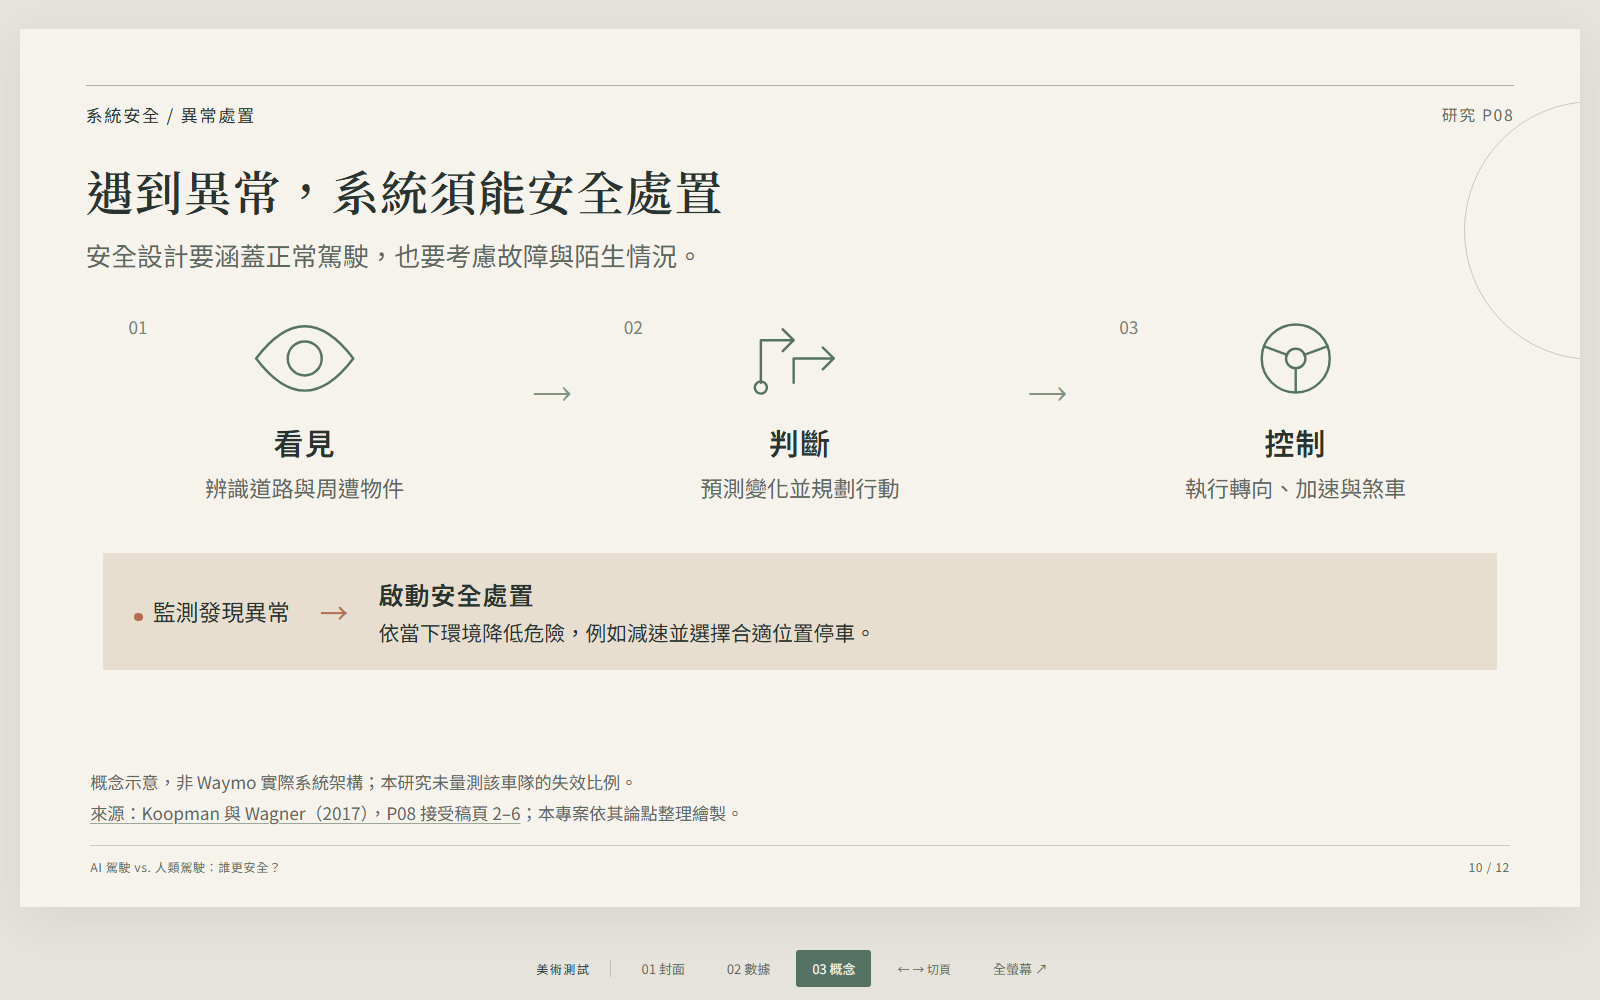 系統安全 / 異常處置
研究 P08
遇到異常，系統須能安全處置
安全設計要涵蓋正常駕駛，也要考慮故障與陌生情況。
01
02
03
→
→
看見
判斷
控制
辨識道路與周遭物件
預測變化並規劃行動
執行轉向、加速與煞車
• 監測發現異常 →
啟動安全處置
依當下環境降低危險，例如減速並選擇合適位置停車。
概念示意，非 Waymo 實際系統架構；本研究未量測該車隊的失效比例。
來源：Koopman 與 Wagner（2017），P08 接受稿頁 2–6；本專案依其論點整理繪製。
AI 駕駛 vs. 人類駕駛：誰更安全？
10 / 12
美術測試
01 封面
02 數據
03 概念
←→切頁
全螢幕 ↗